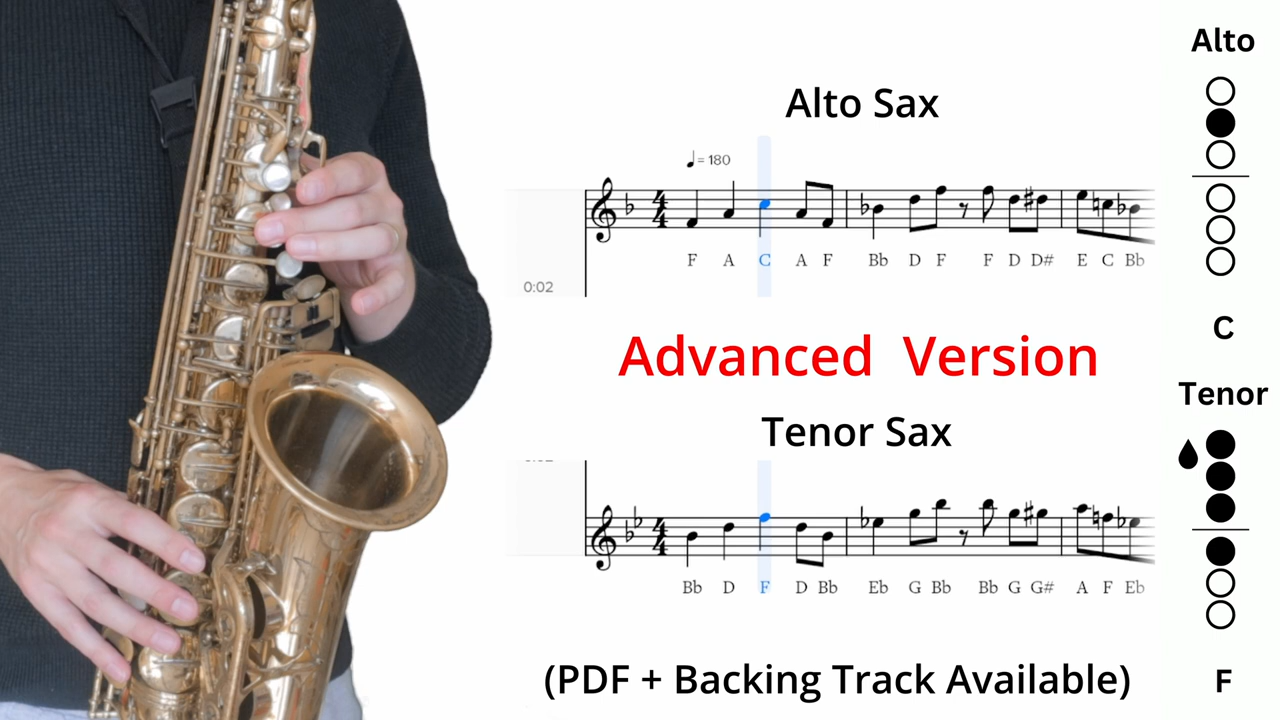 Alto Sax
= 180
F A C A F Bb D F F D D# E C Bb
0:02
Advanced Version
Tenor Sax
Bb D F D Bb Eb G Bb Bb G G# A F Eb
(PDF + Backing Track Available)
Alto
C
Tenor
F